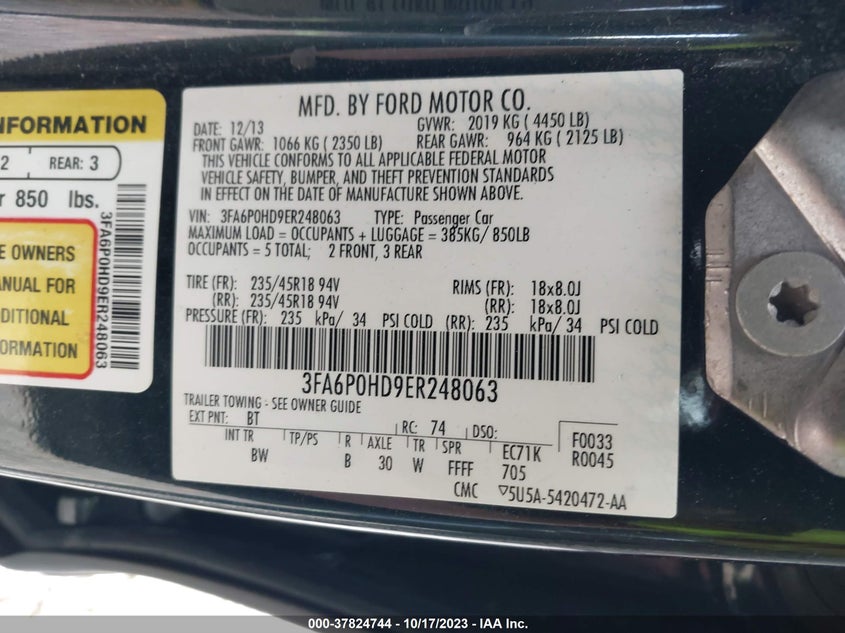 MFD. BY FORD MOTOR CO.
DATE: 12/13 GVWR: 2019 KG ( 4450 LB)
FRONT GAWR: 1066 KG ( 2350 LB) REAR GAWR: 964 KG ( 2125 LB)
THIS VEHICLE CONFORMS TO ALL APPLICABLE FEDERAL MOTOR
VEHICLE SAFETY, BUMPER, AND THEFT PREVENTION STANDARDS
IN EFFECT ON THE DATE OF MANUFACTURE SHOWN ABOVE.
VIN: 3FA6P0HD9ER248063 TYPE: Passenger Car
MAXIMUM LOAD = OCCUPANTS + LUGGAGE = 385KG/ 850LB
OCCUPANTS = 5 TOTAL; 2 FRONT, 3 REAR
TIRE (FR): 235/45R18 94V RIMS (FR): 18x8.0J
(RR): 235/45R18 94V (RR): 18x8.0J
PRESSURE (FR): 235 kPa/ 34 PSI COLD (RR): 235 kPa/ 34 PSI COLD
3FA6P0HD9ER248063
TRAILER TOWING - SEE OWNER GUIDE
EXT PNT: BT RC: 74 DSO:
INT TR TP/PS R AXLE TR SPR EC71K F0033
BW B 30 W FFFF 705 R0045
CMC 5U5A-5420472-AA
NFORMATION
2 REAR: 3
r 850 lbs.
E OWNERS
ANUAL FOR
DDITIONAL
FORMATION
3FA6P0HD9ER248063
000-37824744 - 10/17/2023 - IAA Inc.